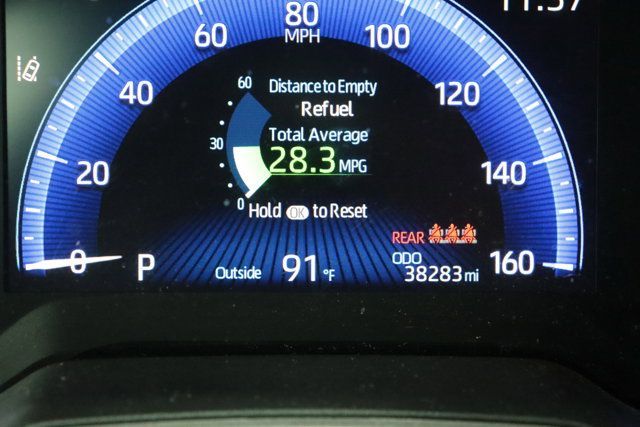 80
MPH
60
100
40
120
20
140
0
160
60
30
0
Distance to Empty
Refuel
Total Average
28.3 MPG
Hold OK to Reset
REAR
ODO
38283 mi
P
Outside 91 °F